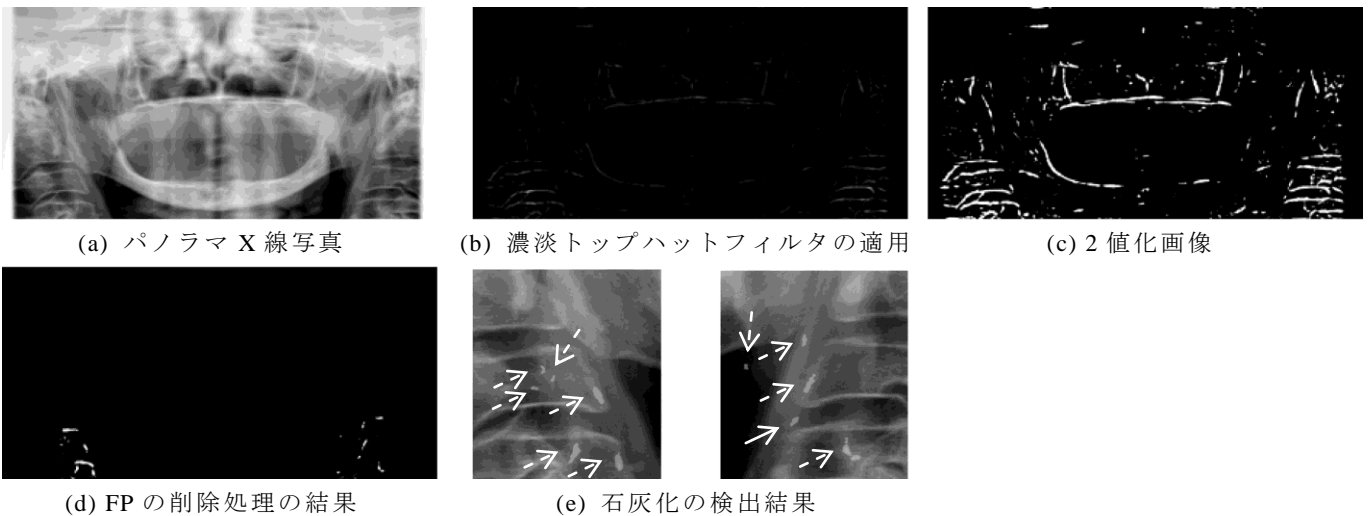 (a) パノラマ X 線写真
(b) 濃淡トップハットフィルタの適用
(c) 2 値化画像
(d) FP の削除処理の結果
(e) 石灰化の検出結果